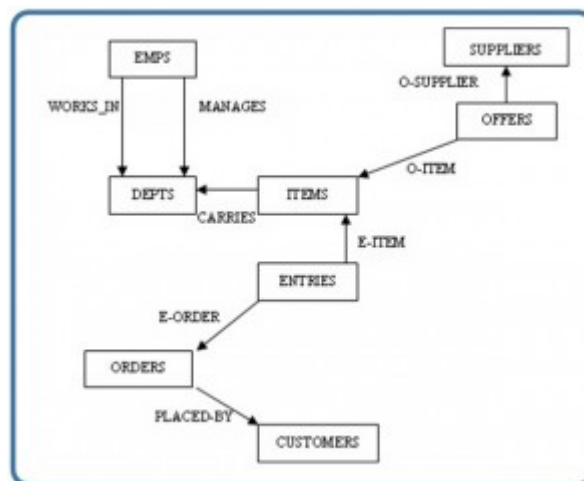 SUPPLIERS
EMPS
O-SUPPLIER
WORKS_IN
MANAGES
OFFERS
O-ITEM
DEPTS
ITEMS
CARRIES
E-ITEM
ENTRIES
E-ORDER
ORDERS
PLACED-BY
CUSTOMERS